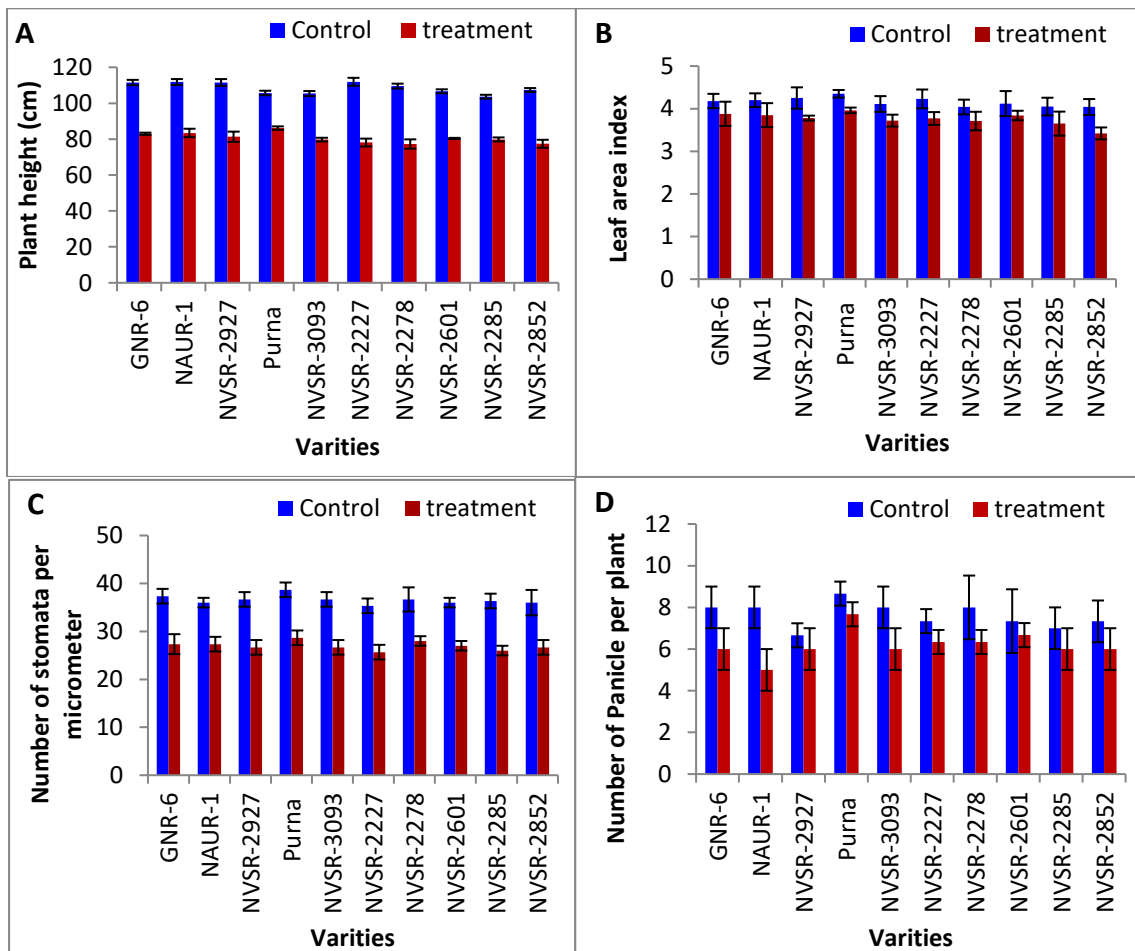 A
Control treatment
Plant height (cm)
120
100
80
60
40
20
0
GNR-6
NAUR-1
NVSR-2927
Purna
NVSR-3093
NVSR-2227
NVSR-2278
NVSR-2601
NVSR-2285
NVSR-2852
Varities
B
Control treatment
Leaf area index
5
4
3
2
1
0
GNR-6
NAUR-1
NVSR-2927
Purna
NVSR-3093
NVSR-2227
NVSR-2278
NVSR-2601
NVSR-2285
NVSR-2852
Varities
C
Control treatment
Number of stomata per
micrometer
50
40
30
20
10
0
GNR-6
NAUR-1
NVSR-2927
Purna
NVSR-3093
NVSR-2227
NVSR-2278
NVSR-2601
NVSR-2285
NVSR-2852
Varities
D
Control treatment
Number of Panicle per plant
12
10
8
6
4
2
0
GNR-6
NAUR-1
NVSR-2927
Purna
NVSR-3093
NVSR-2227
NVSR-2278
NVSR-2601
NVSR-2285
NVSR-2852
Varities